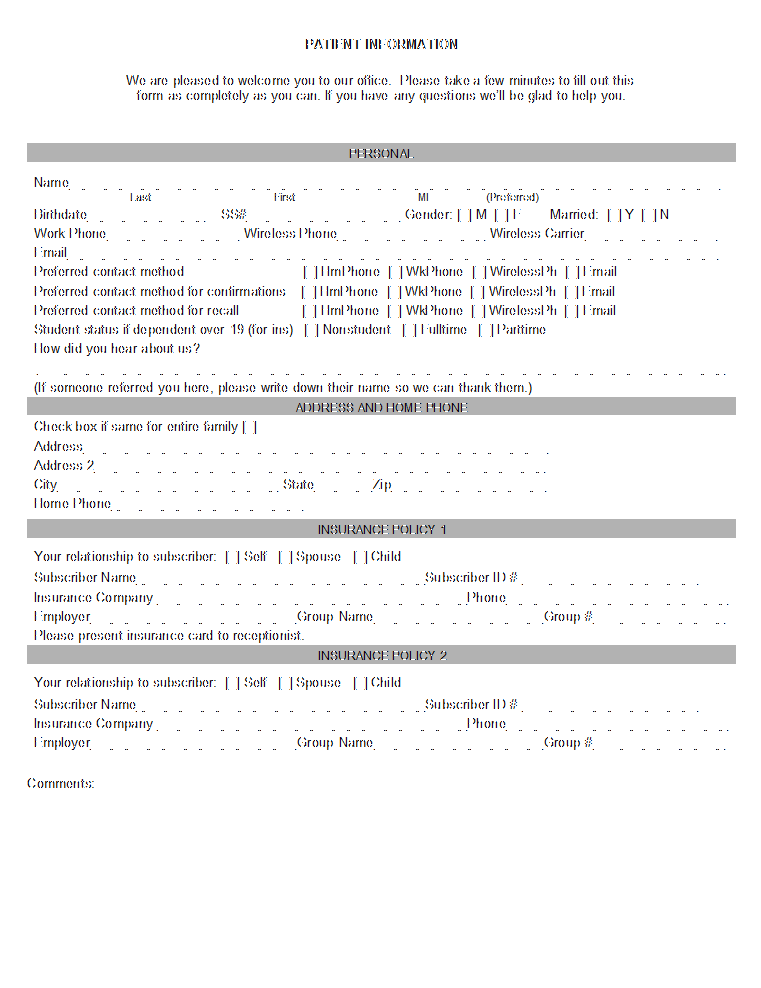 PATIENT INFORMATION
We are pleased to welcome you to our office. Please take a few minutes to fill out this
form as completely as you can. If you have any questions we'll be glad to help you.
PERSONAL
Name
Last First MI (Preferred)
Birthdate SS# Gender: [ ] M [ ] F Married: [ ] Y [ ] N
Work Phone Wireless Phone Wireless Carrier
Email
Preferred contact method [ ] HmPhone [ ] WkPhone [ ] WirelessPh [ ] Email
Preferred contact method for confirmations [ ] HmPhone [ ] WkPhone [ ] WirelessPh [ ] Email
Preferred contact method for recall [ ] HmPhone [ ] WkPhone [ ] WirelessPh [ ] Email
Student status if dependent over 19 (for ins) [ ] Nonstudent [ ] Fulltime [ ] Parttime
How did you hear about us?
(If someone referred you here, please write down their name so we can thank them.)
ADDRESS AND HOME PHONE
Check box if same for entire family [ ]
Address
Address 2
City State Zip
Home Phone
INSURANCE POLICY 1
Your relationship to subscriber: [ ] Self [ ] Spouse [ ] Child
Subscriber Name Subscriber ID #
Insurance Company Phone
Employer Group Name Group #
Please present insurance card to receptionist.
INSURANCE POLICY 2
Your relationship to subscriber: [ ] Self [ ] Spouse [ ] Child
Subscriber Name Subscriber ID #
Insurance Company Phone
Employer Group Name Group #
Comments: